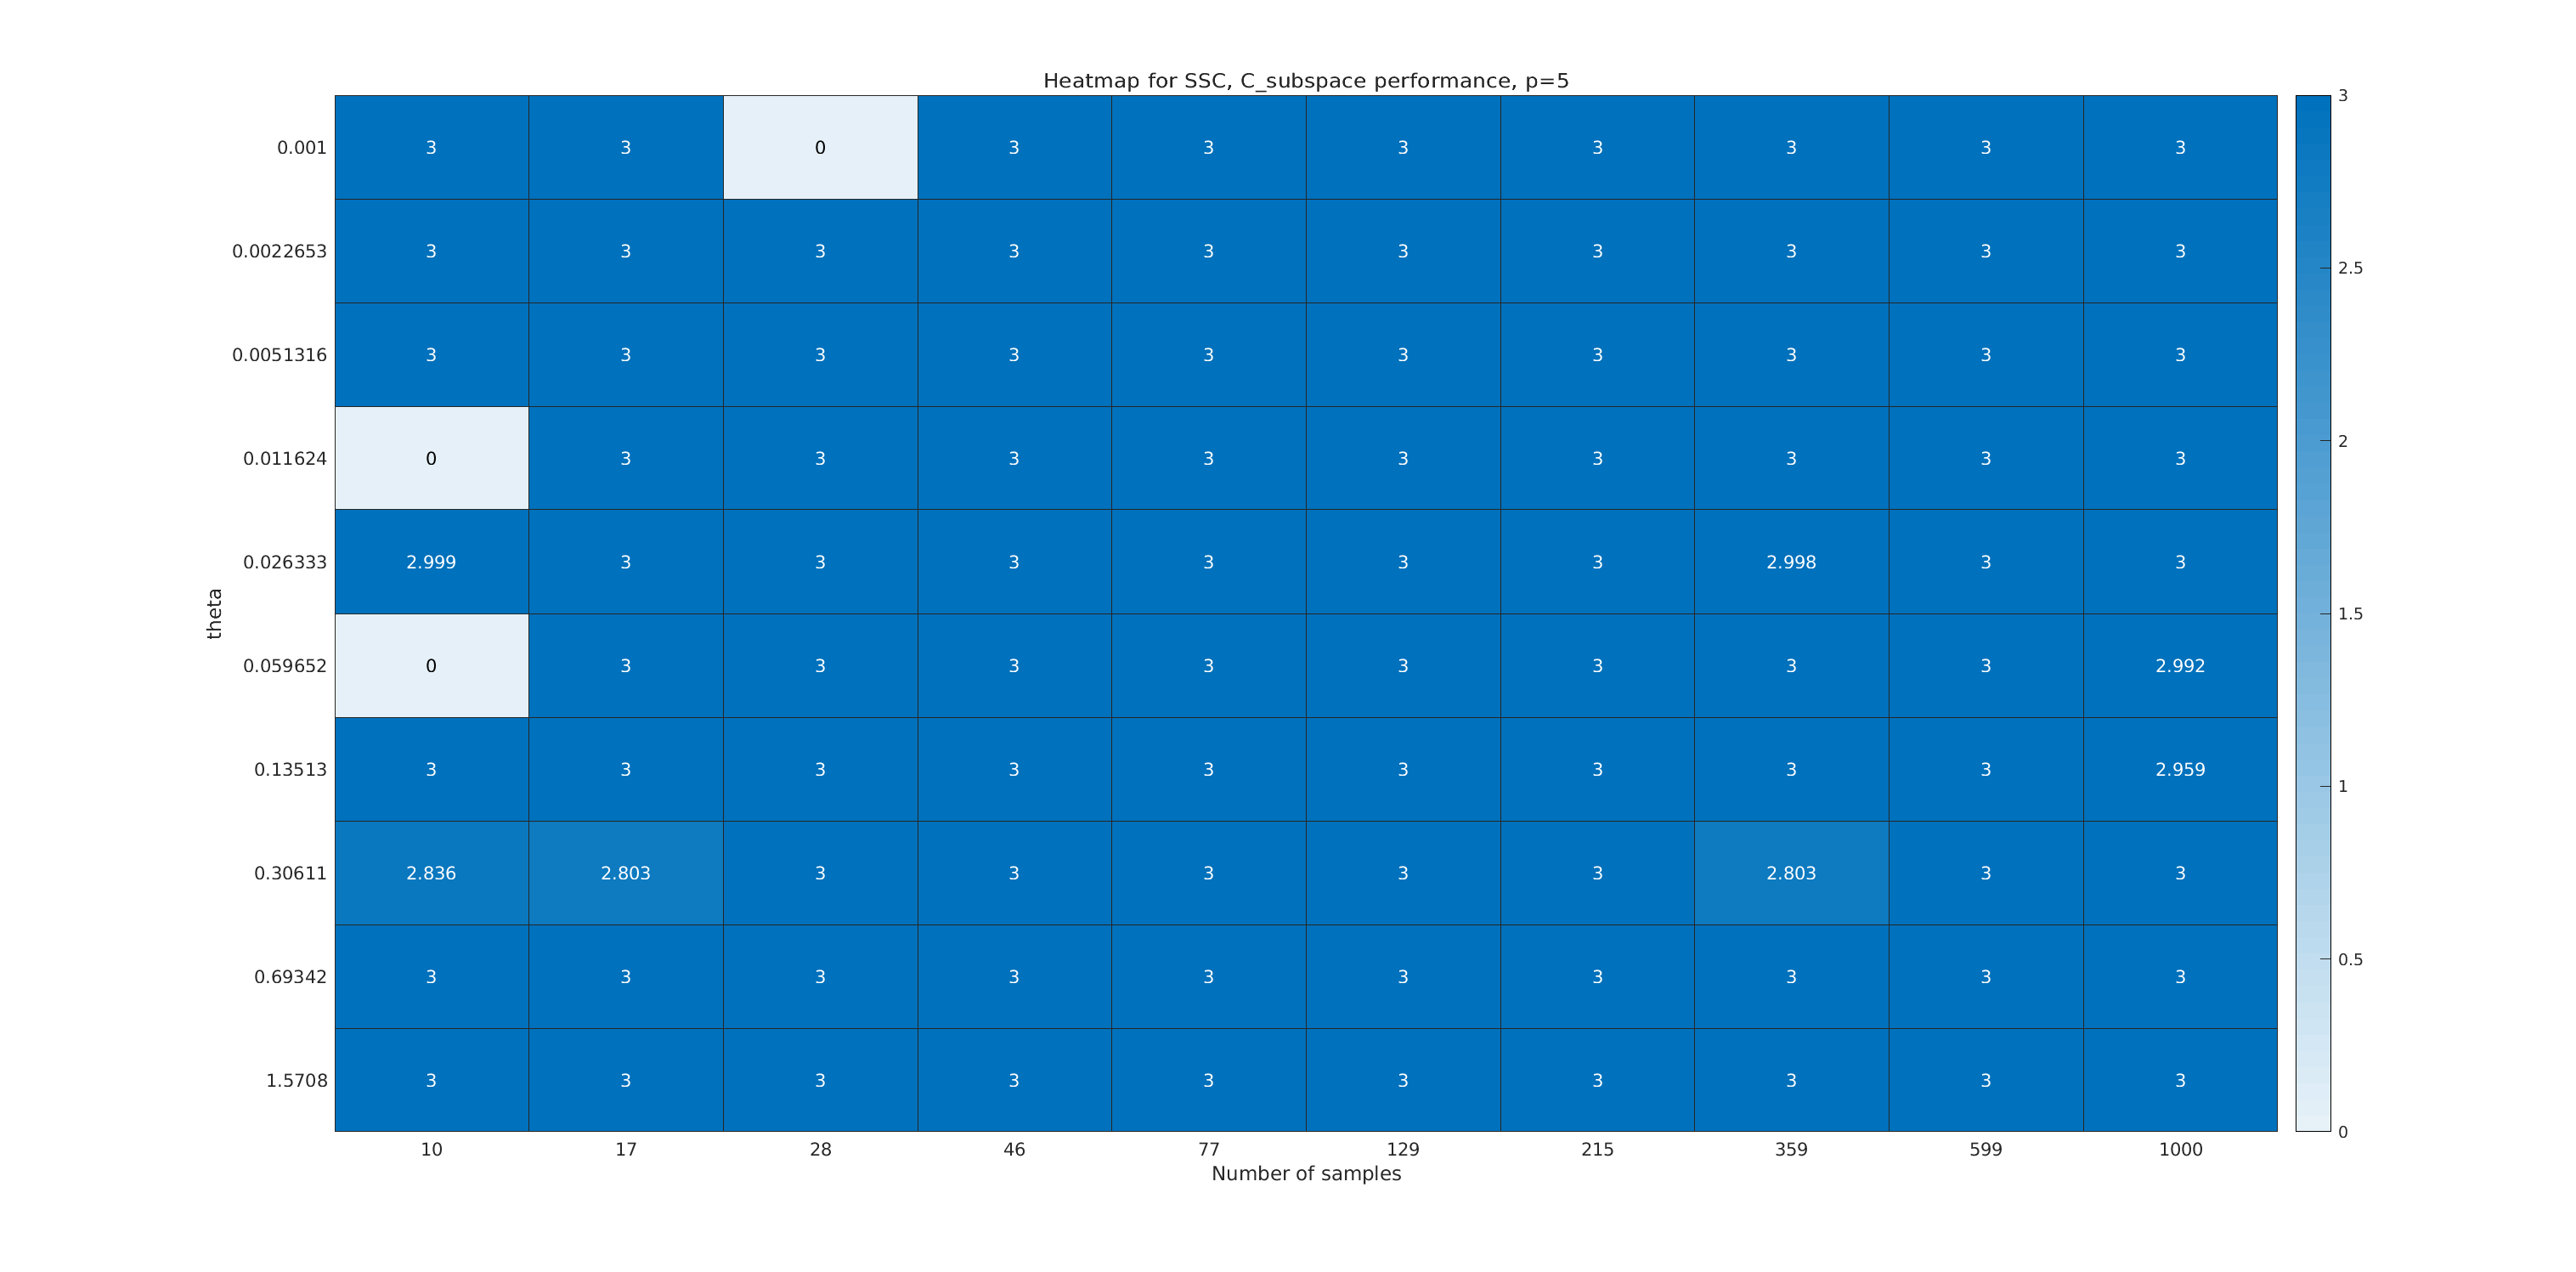 Heatmap for SSC, C_subspace performance, p=5
0.001 3 3 0 3 3 3 3 3 3 3
0.0022653 3 3 3 3 3 3 3 3 3 3
0.0051316 3 3 3 3 3 3 3 3 3 3
0.011624 0 3 3 3 3 3 3 3 3 3
0.026333 2.999 3 3 3 3 3 3 2.998 3 3
0.059652 0 3 3 3 3 3 3 3 3 2.992
0.13513 3 3 3 3 3 3 3 3 3 2.959
0.30611 2.836 2.803 3 3 3 3 3 2.803 3 3
0.69342 3 3 3 3 3 3 3 3 3 3
1.5708 3 3 3 3 3 3 3 3 3 3
theta
10 17 28 46 77 129 215 359 599 1000
Number of samples
3
2.5
2
1.5
1
0.5
0